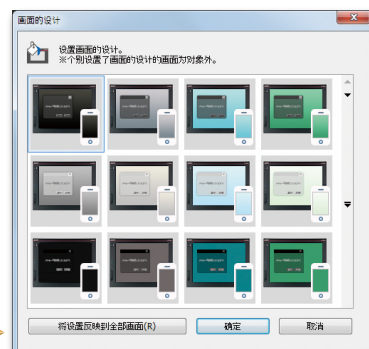 画面的设计
设置画面的设计。
※个别设置了画面的设计的画面为对象外。
将设置反映到全部画面(R)
确定
取消